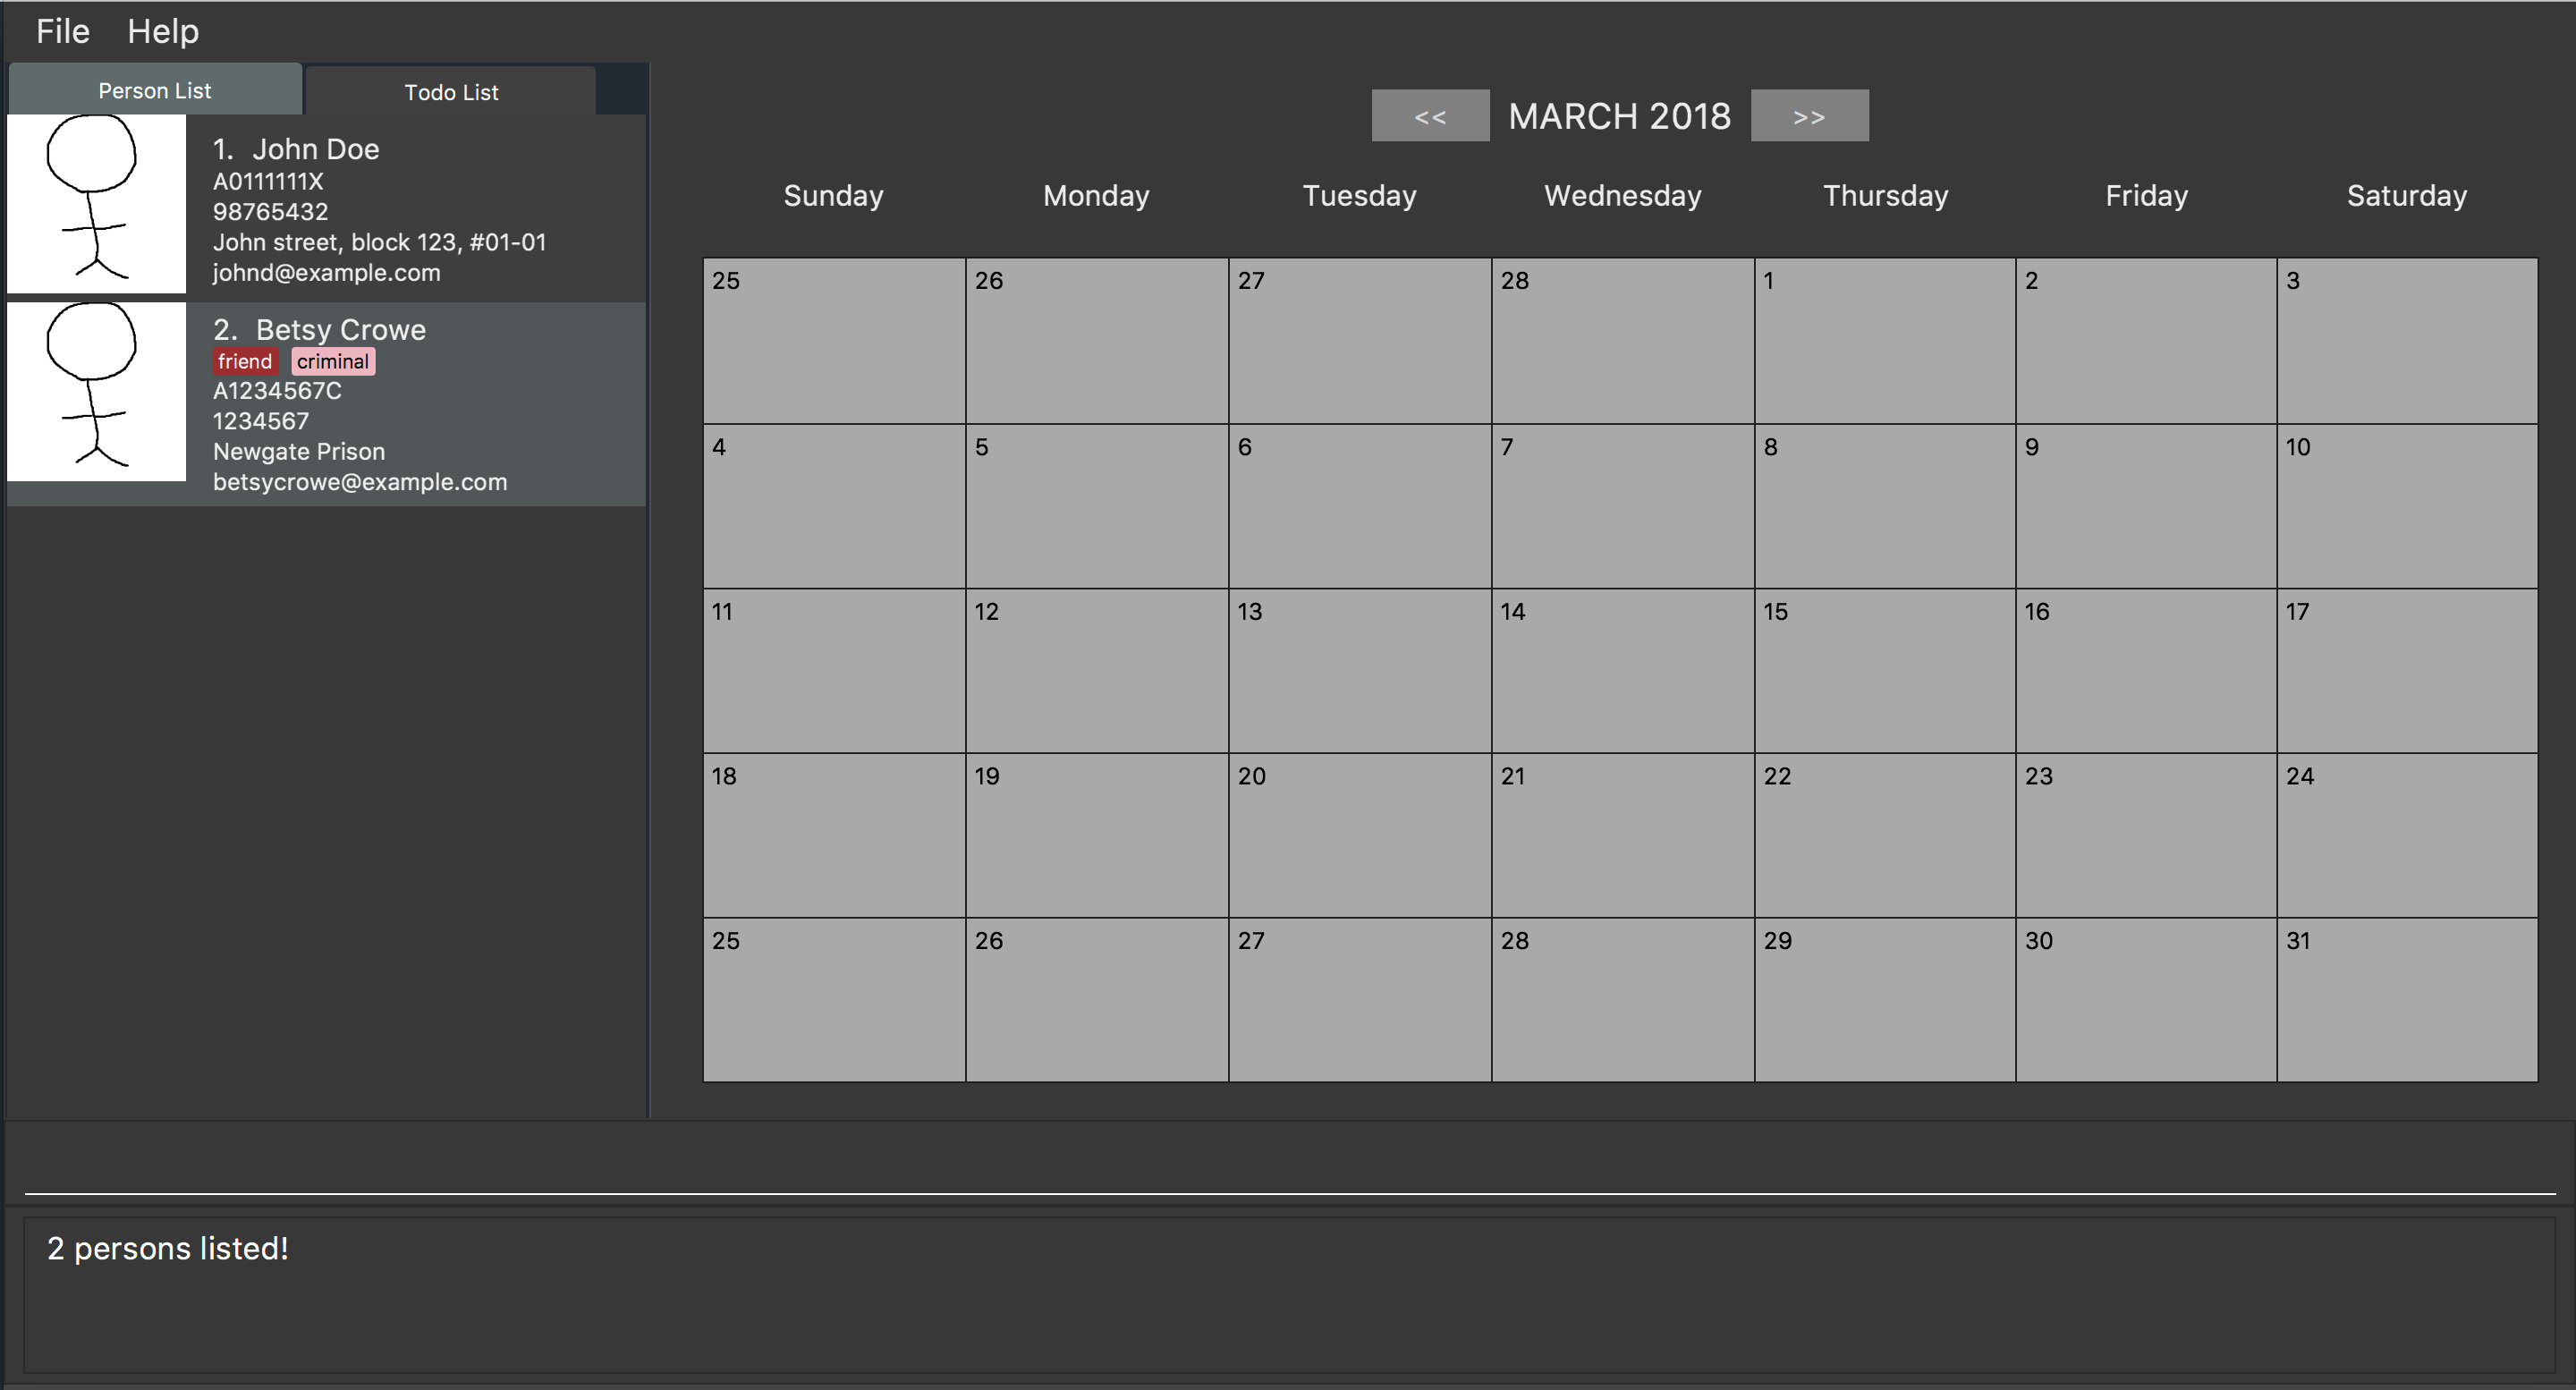 File Help
Person List Todo List
1. John Doe
A0111111X
98765432
John street, block 123, #01-01
johnd@example.com
2. Betsy Crowe
friend criminal
A1234567C
1234567
Newgate Prison
betsycrowe@example.com
<< MARCH 2018 >>
Sunday Monday Tuesday Wednesday Thursday Friday Saturday
25 26 27 28 1 2 3
4 5 6 7 8 9 10
11 12 13 14 15 16 17
18 19 20 21 22 23 24
25 26 27 28 29 30 31
2 persons listed!